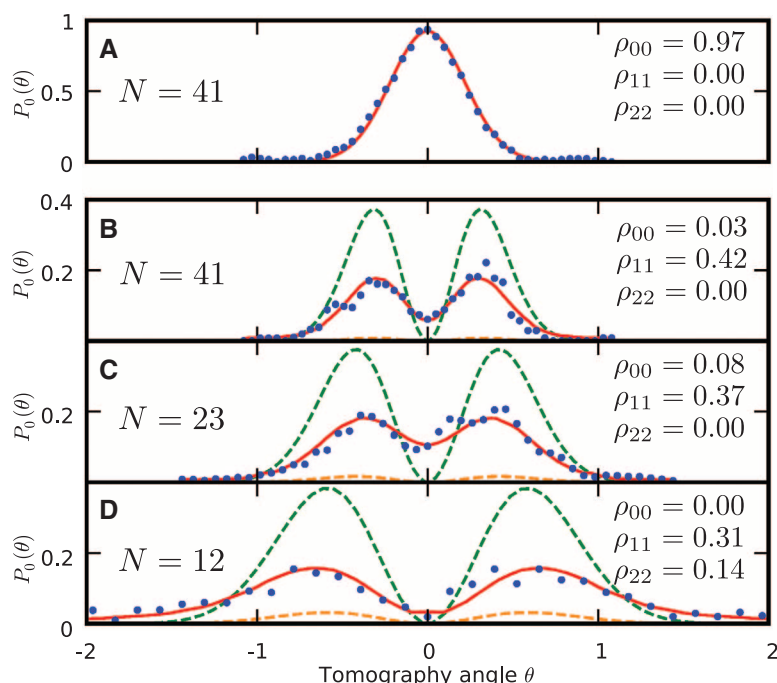 1
A
ρ₀₀ = 0.97
P₀(θ)
0.5
N = 41
ρ₁₁ = 0.00
ρ₂₂ = 0.00
0
0.4
B
ρ₀₀ = 0.03
P₀(θ)
0.2
N = 41
ρ₁₁ = 0.42
ρ₂₂ = 0.00
C
ρ₀₀ = 0.08
P₀(θ)
0.2
N = 23
ρ₁₁ = 0.37
ρ₂₂ = 0.00
D
ρ₀₀ = 0.00
P₀(θ)
0.2
N = 12
ρ₁₁ = 0.31
ρ₂₂ = 0.14
0
-2 -1 0 1 2
Tomography angle θ